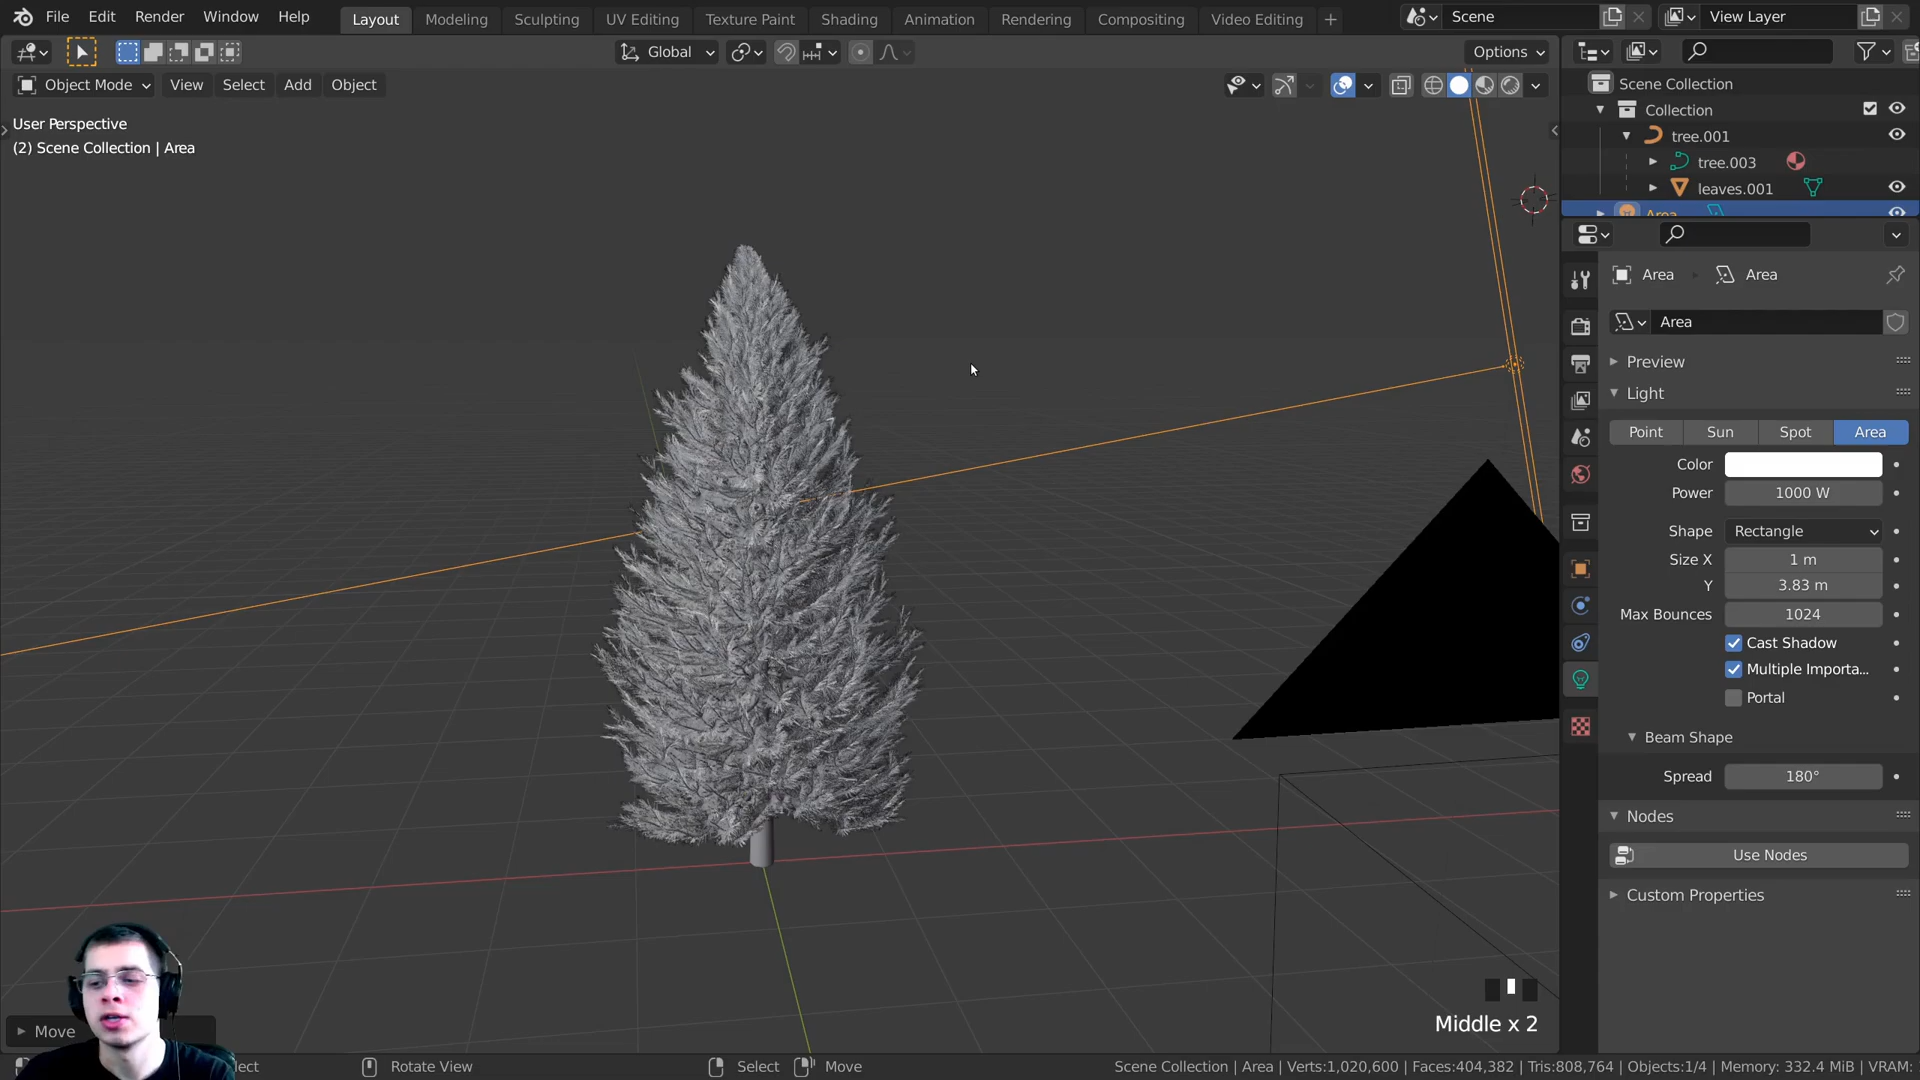 File Edit Render Window Help Layout Modeling Sculpting UV Editing Texture Paint Shading Animation Rendering Compositing Video Editing + Scene View Layer
Global Options
Object Mode View Select Add Object
User Perspective
(2) Scene Collection | Area
Scene Collection
Collection
tree.001
tree.003
leaves.001
Area
Area Area
Area
Preview
Light
Point Sun Spot Area
Color
Power 1000 W
Shape Rectangle
Size X 1 m
Y 3.83 m
Max Bounces 1024
Cast Shadow
Multiple Importa...
Portal
Beam Shape
Spread 180°
Nodes
Use Nodes
Custom Properties
Middle x 2
Move
lect Rotate View Select Move Scene Collection | Area | Verts:1,020,600 | Faces:404,382 | Tris:808,764 | Objects:1/4 | Memory: 332.4 MiB | VRAM: